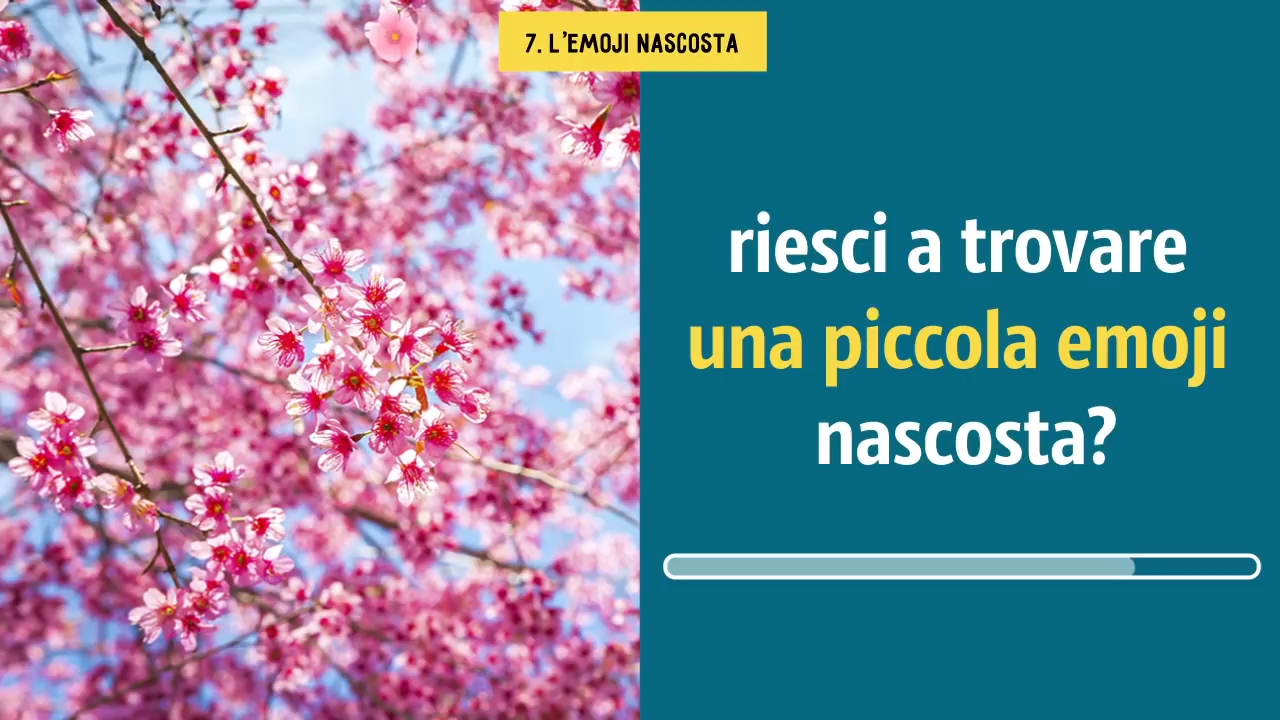 7. L'EMOJI NASCOSTA
riesci a trovare
una piccola emoji
nascosta?